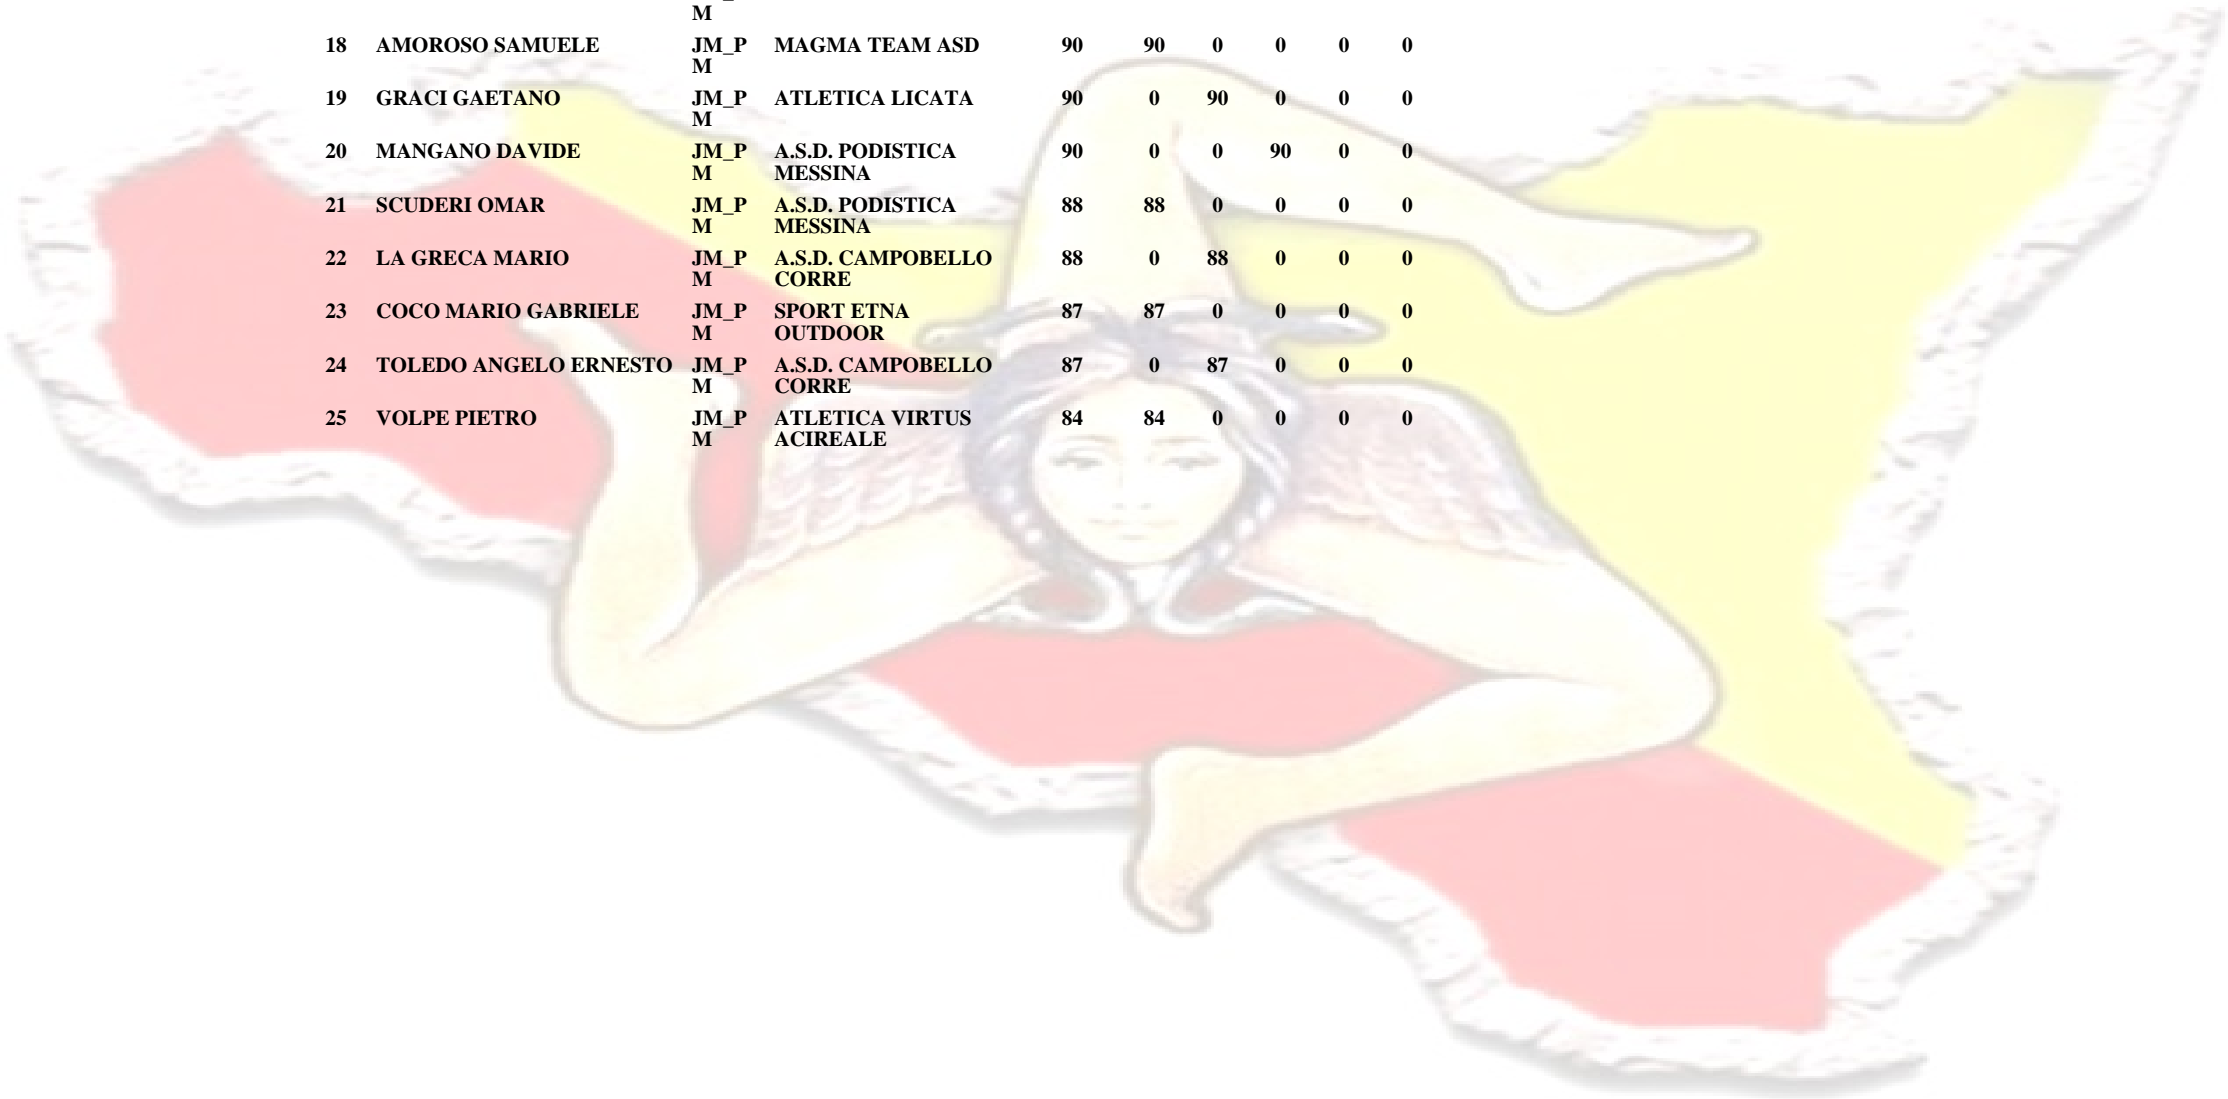 M
18 AMOROSO SAMUELE JM_P MAGMA TEAM ASD 90 90 0 0 0 0
M
19 GRACI GAETANO JM_P ATLETICA LICATA 90 0 90 0 0 0
M
20 MANGANO DAVIDE JM_P A.S.D. PODISTICA 90 0 0 90 0 0
M MESSINA
21 SCUDERI OMAR JM_P A.S.D. PODISTICA 88 88 0 0 0 0
M MESSINA
22 LA GRECA MARIO JM_P A.S.D. CAMPOBELLO 88 0 88 0 0 0
M CORRE
23 COCO MARIO GABRIELE JM_P SPORT ETNA 87 87 0 0 0 0
M OUTDOOR
24 TOLEDO ANGELO ERNESTO JM_P A.S.D. CAMPOBELLO 87 0 87 0 0 0
M CORRE
25 VOLPE PIETRO JM_P ATLETICA VIRTUS 84 84 0 0 0 0
M ACIREALE